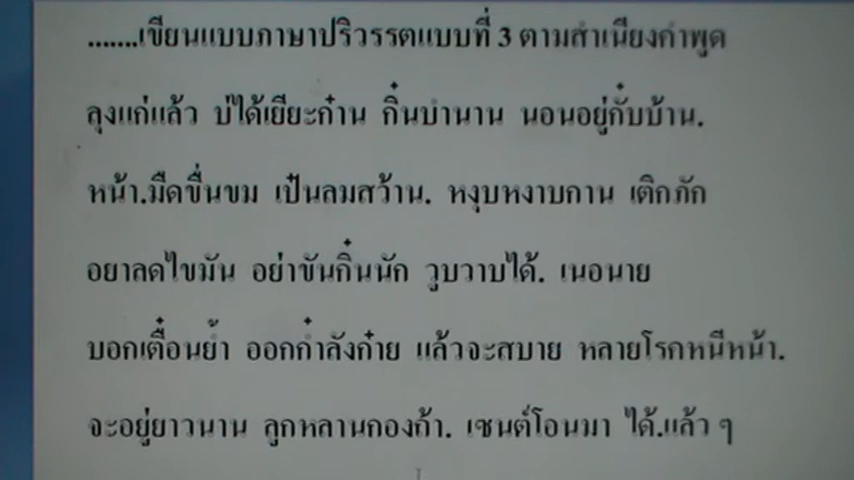 .......เขียนแบบภาษาปริวรรตแบบที่ 3 ตามสำเนียงคำพูด
ลุงแก่แล้ว บ่ได้เยียะก๋าน กิ๋นบำนาน นอนอยู่กั๋บบ้าน.
หน้า.มืดขื่นขม เป๋นลมสว้าน. หงุบหงาบกาน เติกภัก
อยาลดไขมัน อย่าขันกิ๋นนัก วูบวาบได้. เนอนาย
บอกเตื๋อนย้ำ ออกก๋ำลังก๋าย แล้วจะสบาย หลายโรกหนีหน้า.
จะอยู่ยาวนาน ลูกหลานกองถ้า. เซนต์โอนมา ได้.แล้ว ๆ